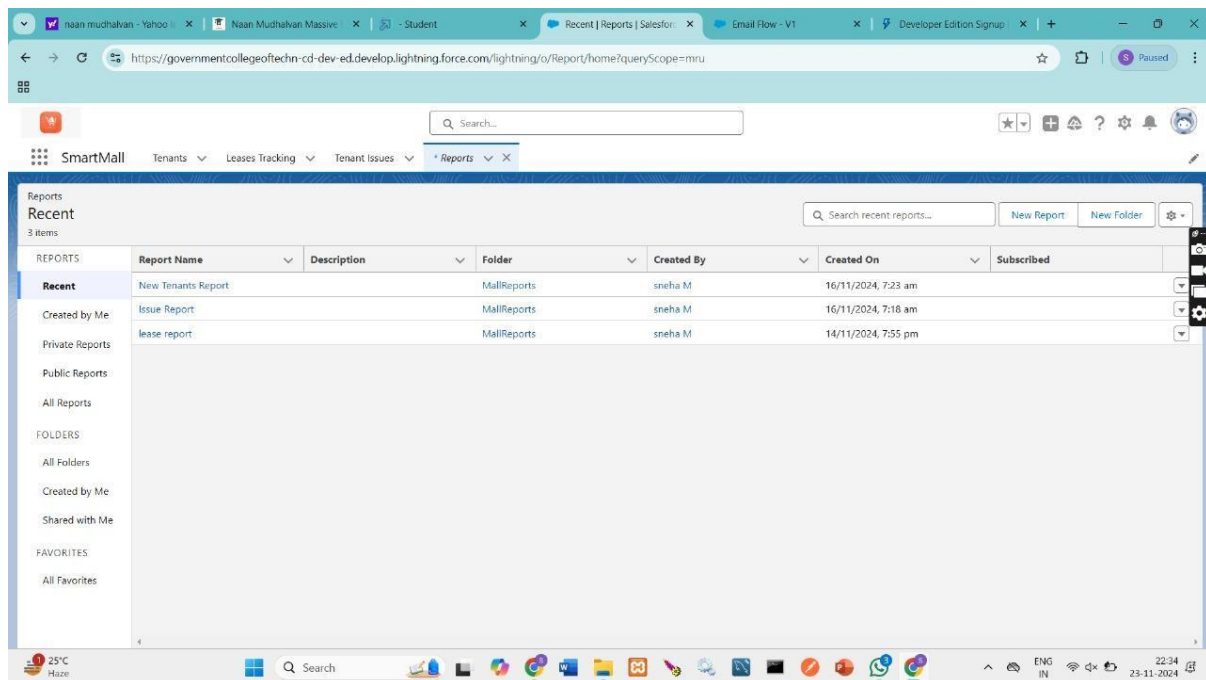 naan mudhalvan - Yahoo
Naan Mudhalvan Massive
- Student
Recent | Reports | Salesforc
Email Flow - V1
Developer Edition Signup
https://governmentcollegeoftechn-cd-dev-ed.develop.lightning.force.com/lightning/o/Report/home?queryScope=mru
S Paused
Search...
SmartMall Tenants Leases Tracking Tenant Issues * Reports
Reports
Recent
3 items
Search recent reports...
New Report New Folder
REPORTS
Recent
Created by Me
Private Reports
Public Reports
All Reports
FOLDERS
All Folders
Created by Me
Shared with Me
FAVORITES
All Favorites
Report Name Description Folder Created By Created On Subscribed
New Tenants Report MallReports sneha M 16/11/2024, 7:23 am
Issue Report MallReports sneha M 16/11/2024, 7:18 am
lease report MallReports sneha M 14/11/2024, 7:55 pm
25°C
Haze
Search
ENG
IN
22:34
23-11-2024